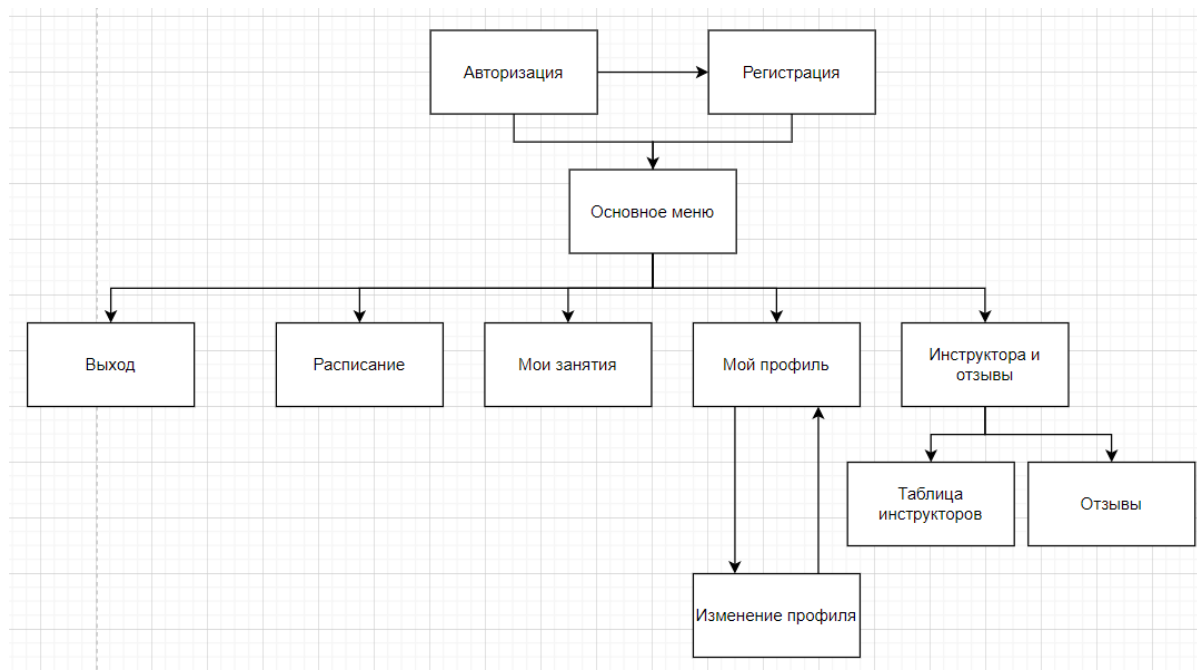 Авторизация
Регистрация
Основное меню
Выход
Расписание
Мои занятия
Мой профиль
Инструктора и
отзывы
Таблица
инструкторов
Отзывы
Изменение профиля